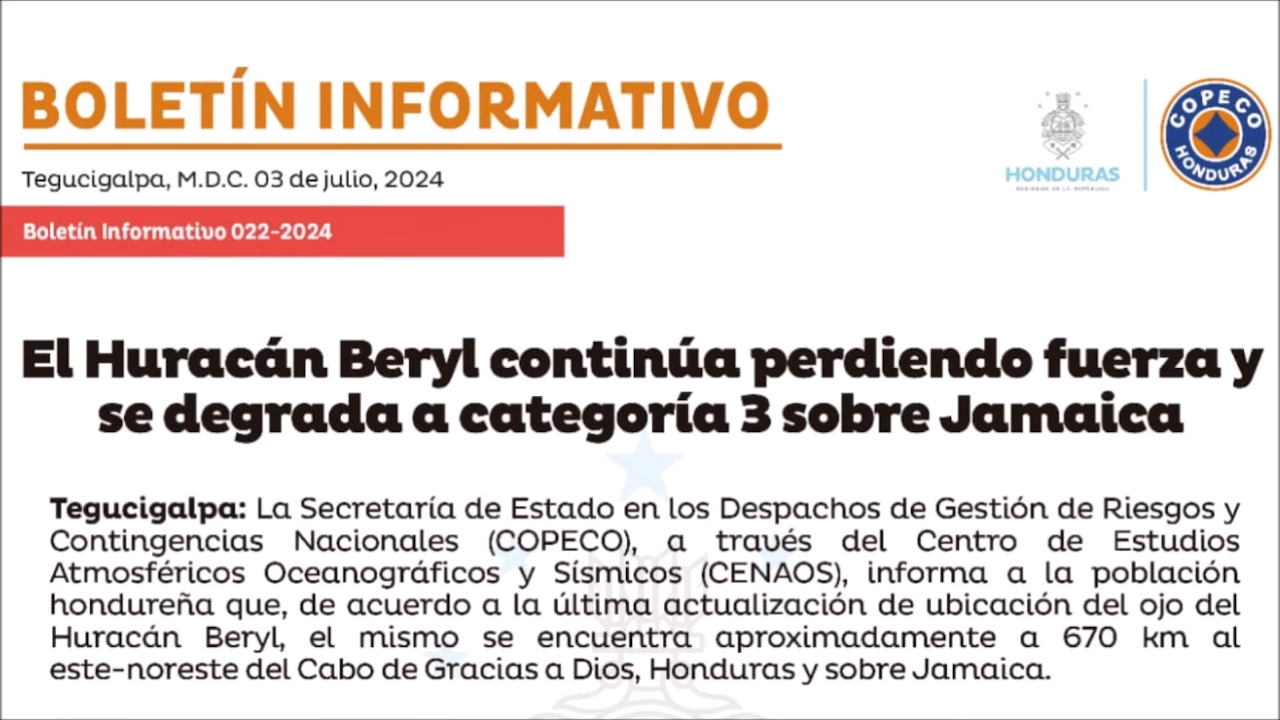 BOLETÍN INFORMATIVO
Tegucigalpa, M.D.C. 03 de julio, 2024
HONDURAS
GOBIERNO DE LA REPÚBLICA
COPECO
HONDURAS
Boletín Informativo 022-2024
El Huracán Beryl continúa perdiendo fuerza y
se degrada a categoría 3 sobre Jamaica
Tegucigalpa: La Secretaría de Estado en los Despachos de Gestión de Riesgos y
Contingencias Nacionales (COPECO), a través del Centro de Estudios
Atmosféricos Oceanográficos y Sísmicos (CENAOS), informa a la población
hondureña que, de acuerdo a la última actualización de ubicación del ojo del
Huracán Beryl, el mismo se encuentra aproximadamente a 670 km al
este-noreste del Cabo de Gracias a Dios, Honduras y sobre Jamaica.